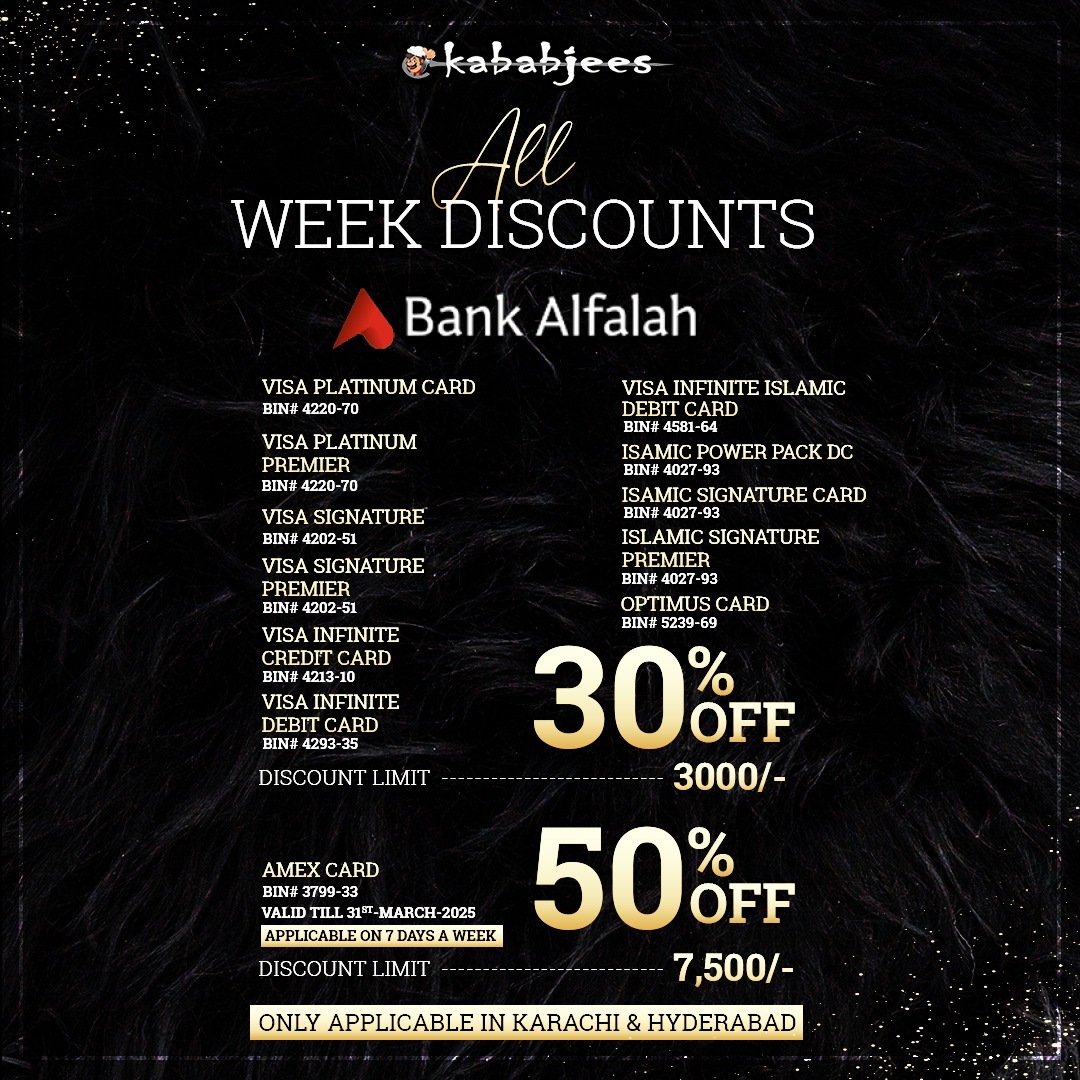 kababjees
All
WEEK DISCOUNTS
Bank Alfalah
VISA PLATINUM CARD
BIN# 4220-70
VISA PLATINUM
PREMIER
BIN# 4220-70
VISA SIGNATURE
BIN# 4202-51
VISA SIGNATURE
PREMIER
BIN# 4202-51
VISA INFINITE
CREDIT CARD
BIN# 4213-10
VISA INFINITE
DEBIT CARD
BIN# 4293-35
VISA INFINITE ISLAMIC
DEBIT CARD
BIN# 4581-64
ISAMIC POWER PACK DC
BIN# 4027-93
ISAMIC SIGNATURE CARD
BIN# 4027-93
ISLAMIC SIGNATURE
PREMIER
BIN# 4027-93
OPTIMUS CARD
BIN# 5239-69
30% OFF
DISCOUNT LIMIT ---------------------------- 3000/-
AMEX CARD
BIN# 3799-33
VALID TILL 31ST-MARCH-2025
APPLICABLE ON 7 DAYS A WEEK
50% OFF
DISCOUNT LIMIT ---------------------------- 7,500/-
ONLY APPLICABLE IN KARACHI & HYDERABAD